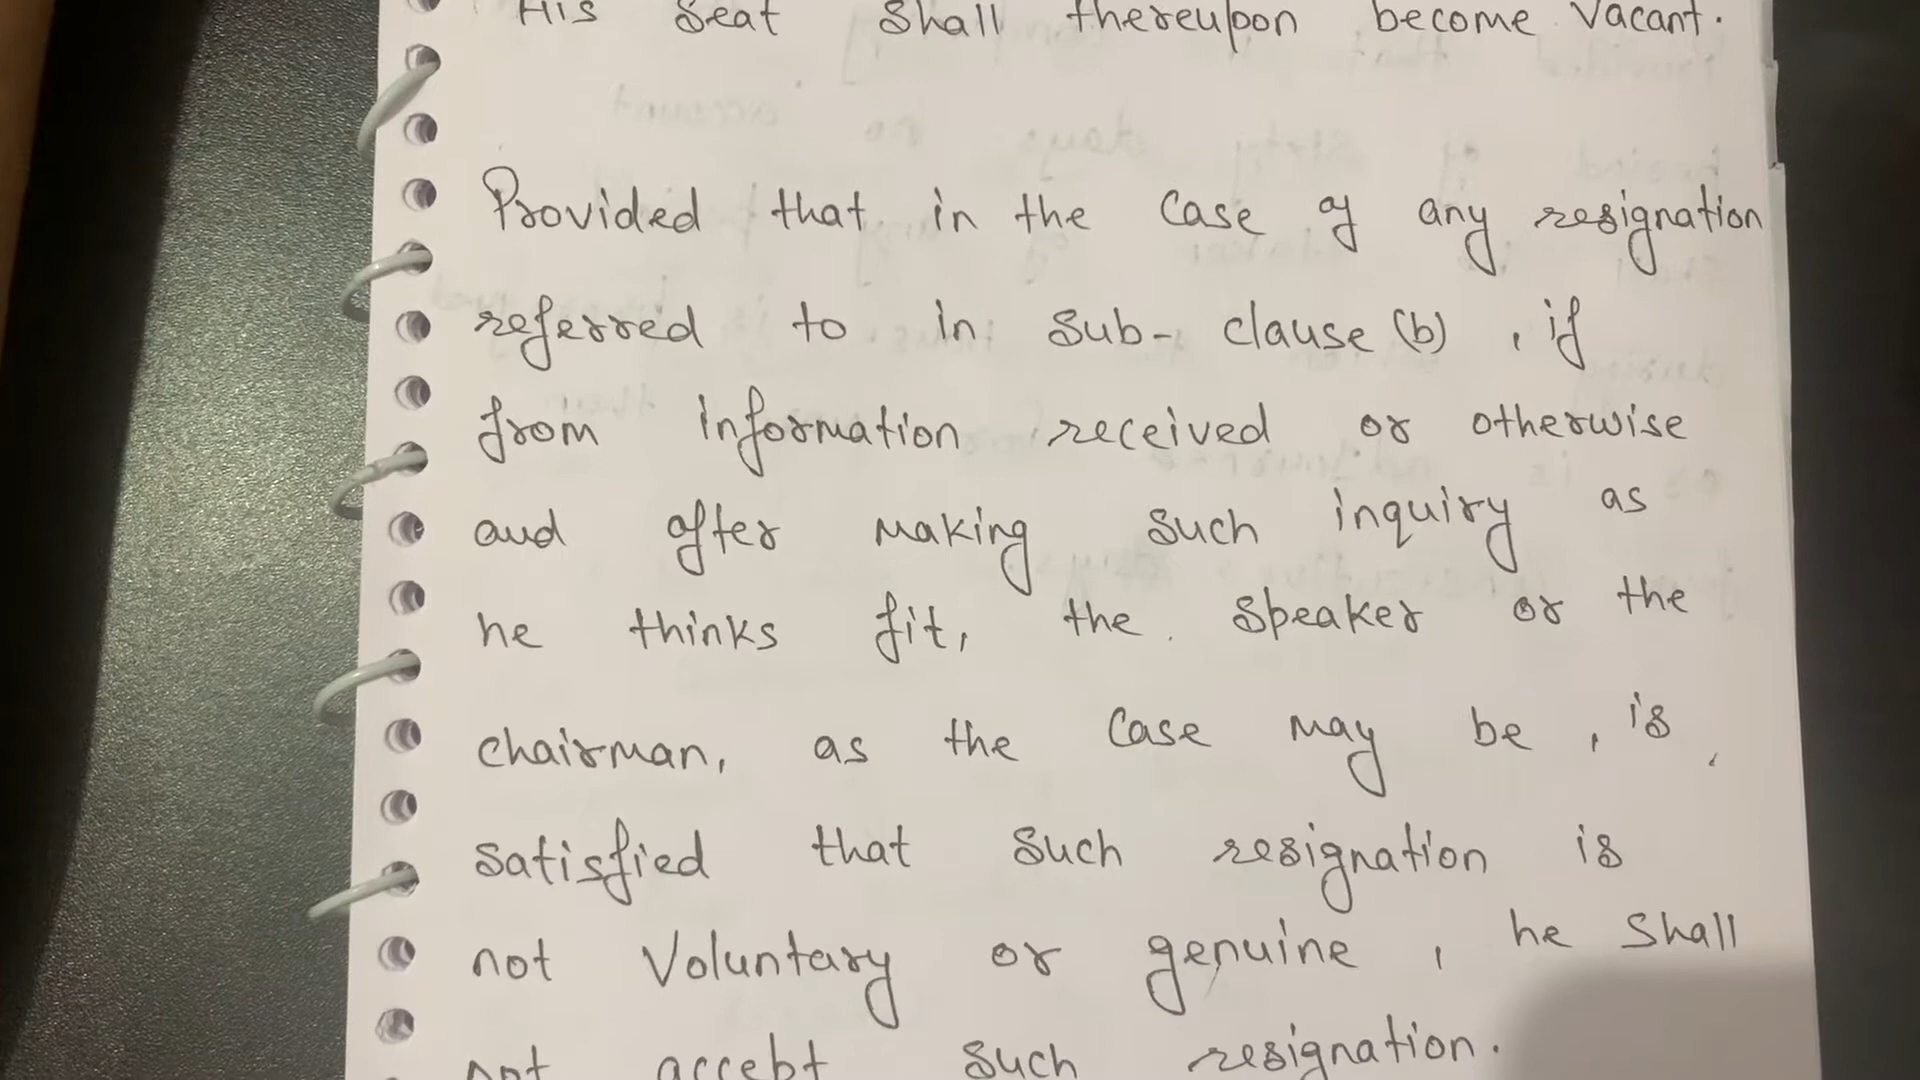 His seat shall thereupon become vacant.
Provided that in the case of any resignation
referred to in sub-clause (b), if
from information received or otherwise
and after making such inquiry as
he thinks fit, the speaker or the
chairman, as the case may be, is
satisfied that such resignation is
not voluntary or genuine, he shall
not accept such resignation.